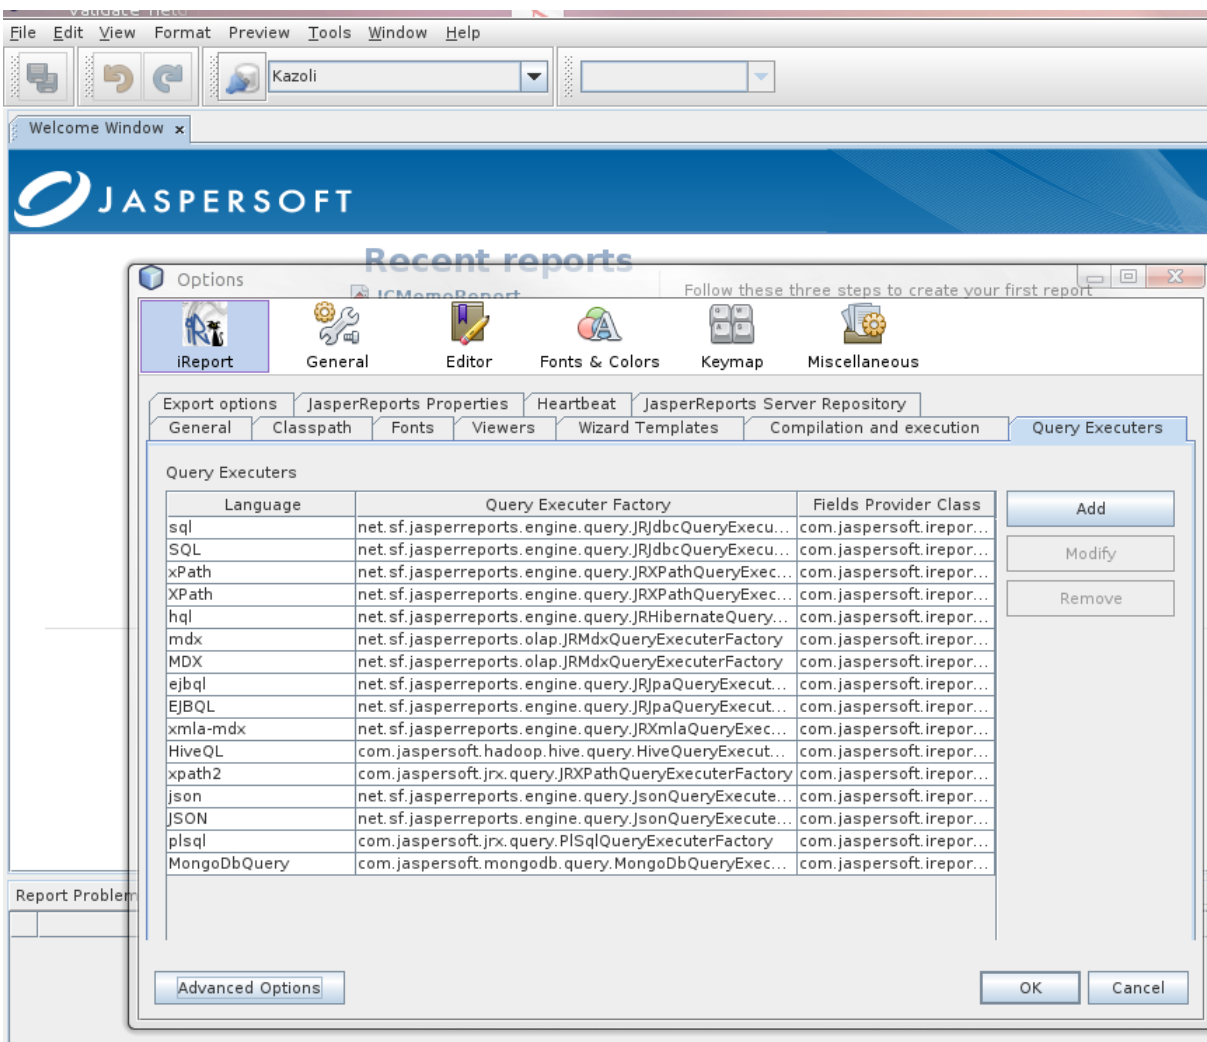 File Edit View Format Preview Tools Window Help
Kazoli
Welcome Window x
JASPERSOFT
Recent reports
JCMemoReport
Follow these three steps to create your first report
Options
iReport General Editor Fonts & Colors Keymap Miscellaneous
Export options JasperReports Properties Heartbeat JasperReports Server Repository
General Classpath Fonts Viewers Wizard Templates Compilation and execution Query Executers
Query Executers
Language Query Executer Factory Fields Provider Class
Add
sql net.sf.jasperreports.engine.query.JRJdbcQueryExecu... com.jaspersoft.irepor...
SQL net.sf.jasperreports.engine.query.JRJdbcQueryExecu... com.jaspersoft.irepor...
Modify
xPath net.sf.jasperreports.engine.query.JRXPathQueryExec... com.jaspersoft.irepor...
XPath net.sf.jasperreports.engine.query.JRXPathQueryExec... com.jaspersoft.irepor...
Remove
hql net.sf.jasperreports.engine.query.JRHibernateQuery... com.jaspersoft.irepor...
mdx net.sf.jasperreports.olap.JRMdxQueryExecuterFactory com.jaspersoft.irepor...
MDX net.sf.jasperreports.olap.JRMdxQueryExecuterFactory com.jaspersoft.irepor...
ejbql net.sf.jasperreports.engine.query.JRJpaQueryExecut... com.jaspersoft.irepor...
EJBQL net.sf.jasperreports.engine.query.JRJpaQueryExecut... com.jaspersoft.irepor...
xmla-mdx net.sf.jasperreports.engine.query.JRXmlaQueryExec... com.jaspersoft.irepor...
HiveQL com.jaspersoft.hadoop.hive.query.HiveQueryExecut... com.jaspersoft.irepor...
xpath2 com.jaspersoft.jrx.query.JRXPathQueryExecuterFactory com.jaspersoft.irepor...
json net.sf.jasperreports.engine.query.JsonQueryExecute... com.jaspersoft.irepor...
JSON net.sf.jasperreports.engine.query.JsonQueryExecute... com.jaspersoft.irepor...
plsql com.jaspersoft.jrx.query.PlSqlQueryExecuterFactory com.jaspersoft.irepor...
MongoDbQuery com.jaspersoft.mongodb.query.MongoDbQueryExec... com.jaspersoft.irepor...
Report Problem
Advanced Options OK Cancel